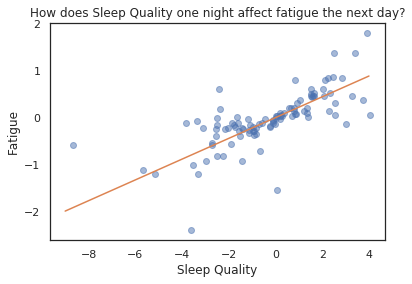 How does Sleep Quality one night affect fatigue the next day?
2
1
0
−1
−2
Fatigue
−8 −6 −4 −2 0 2 4
Sleep Quality